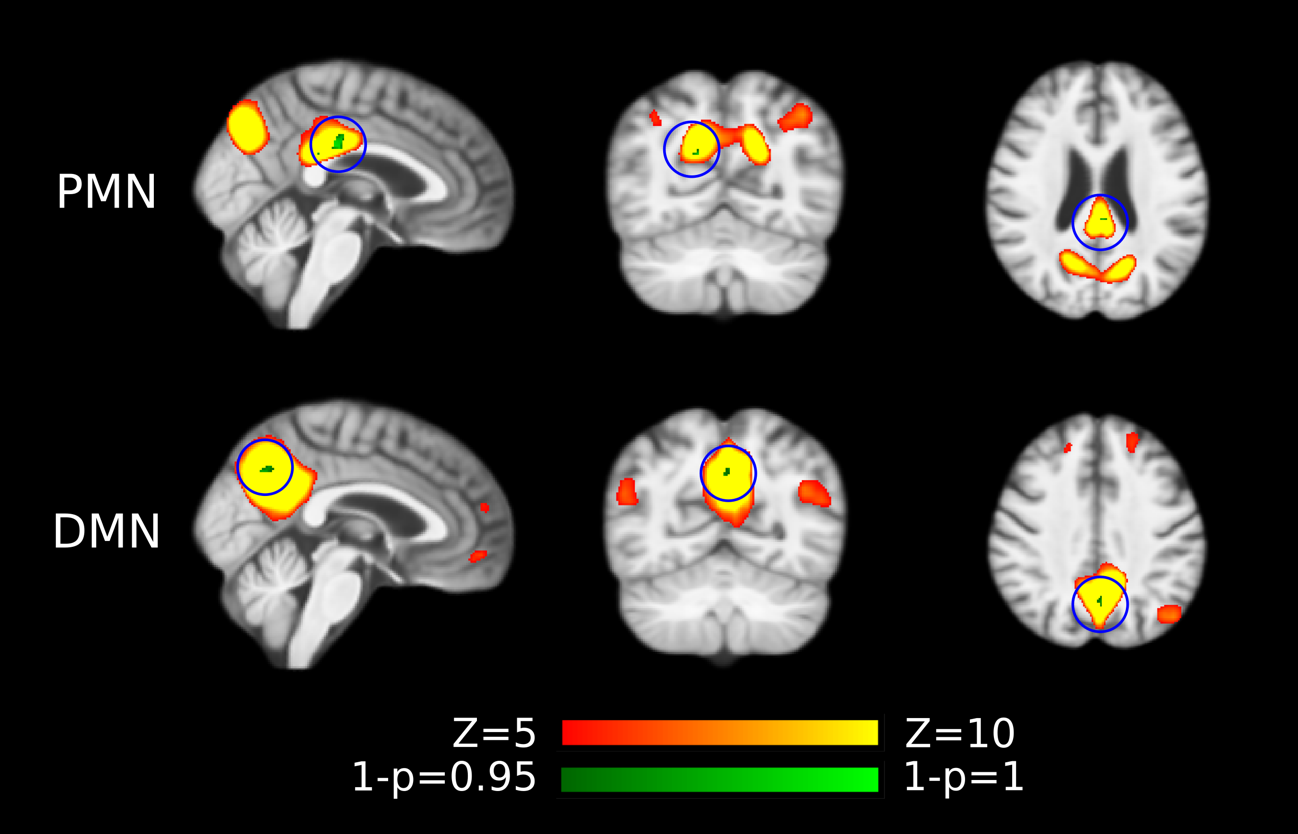 PMN
DMN
Z=5 Z=10
1-p=0.95 1-p=1